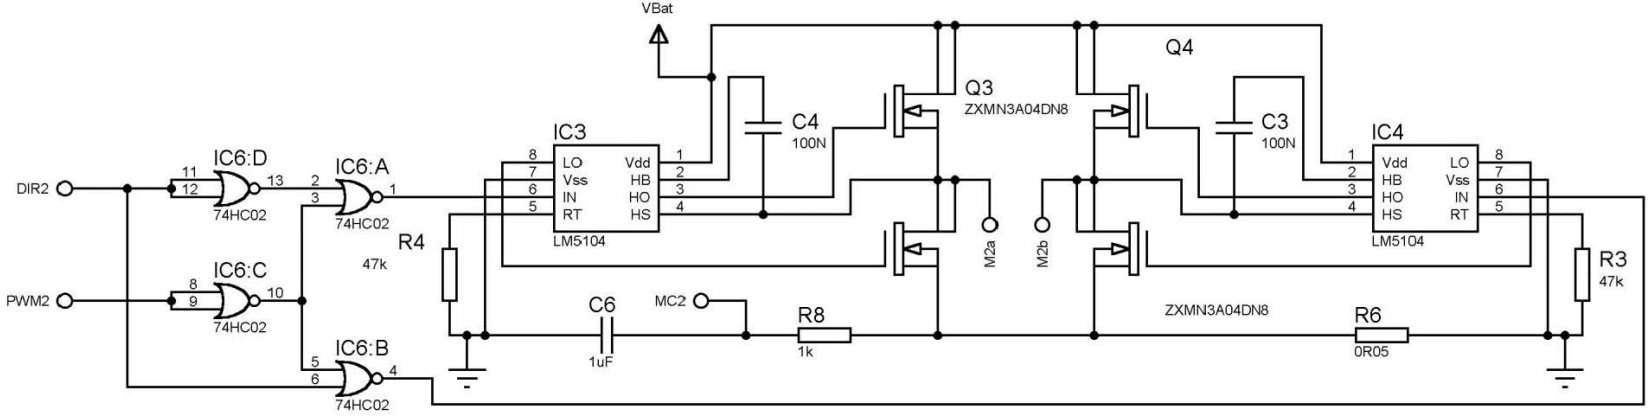 VBat
Q4
Q3
ZXMN3A04DN8
C4
100N
C3
100N
IC3
8 LO Vdd 1
7 Vss HB 2
6 IN HO 3
5 RT HS 4
LM5104
IC4
1 Vdd LO 8
2 HB Vss 7
3 HO IN 6
4 HS RT 5
LM5104
IC6:D
11
12
13
74HC02
DIR2
IC6:A
2
3
1
74HC02
R4
47k
M2a
M2b
R3
47k
IC6:C
8
9
10
74HC02
PWM2
C6
1uF
MC2
R8
1k
ZXMN3A04DN8
R6
0R05
IC6:B
5
6
4
74HC02